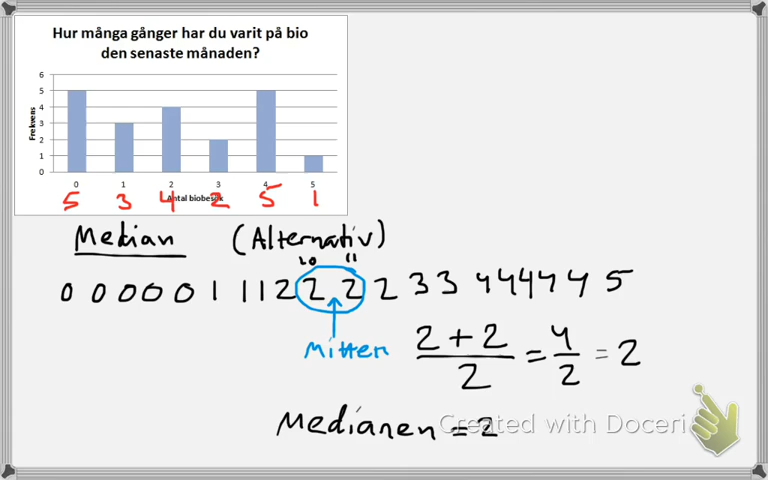 Hur många gånger har du varit på bio
den senaste månaden?
6
5
4
3
2
1
0
Frekvens
0 1 2 3 4 5
Antal biobesök
5 3 4 2 5 1
Median (Alternativ)
10 11
0 0 0 0 0 1 1 1 2 2 2 2 3 3 4 4 4 4 4 5
Mitten
2 + 2 / 2 = 4 / 2 = 2
Medianen = 2
Created with Doceri